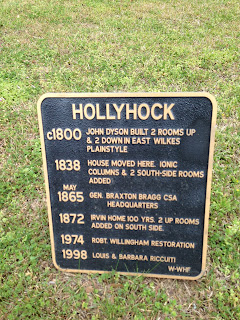 HOLLYHOCK
c1800 JOHN DYSON BUILT 2 ROOMS UP
& 2 DOWN IN EAST WILKES
PLAINSTYLE
1838 HOUSE MOVED HERE. IONIC
COLUMNS & 2 SOUTH-SIDE ROOMS
ADDED
MAY
1865 GEN. BRAXTON BRAGG CSA
HEADQUARTERS
1872 IRVIN HOME 100 YRS. 2 UP ROOMS
ADDED ON SOUTH SIDE.
1974 ROBT. WILLINGHAM RESTORATION
1998 LOUIS & BARBARA RICCUITI
W-WHF